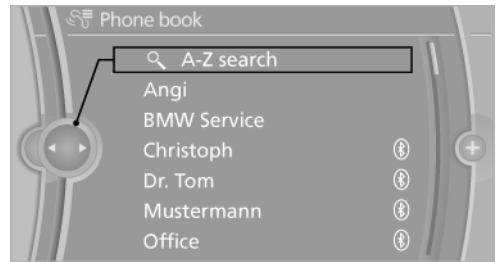 Phone book
A-Z search
Angi
BMW Service
Christoph
Dr. Tom
Mustermann
Office